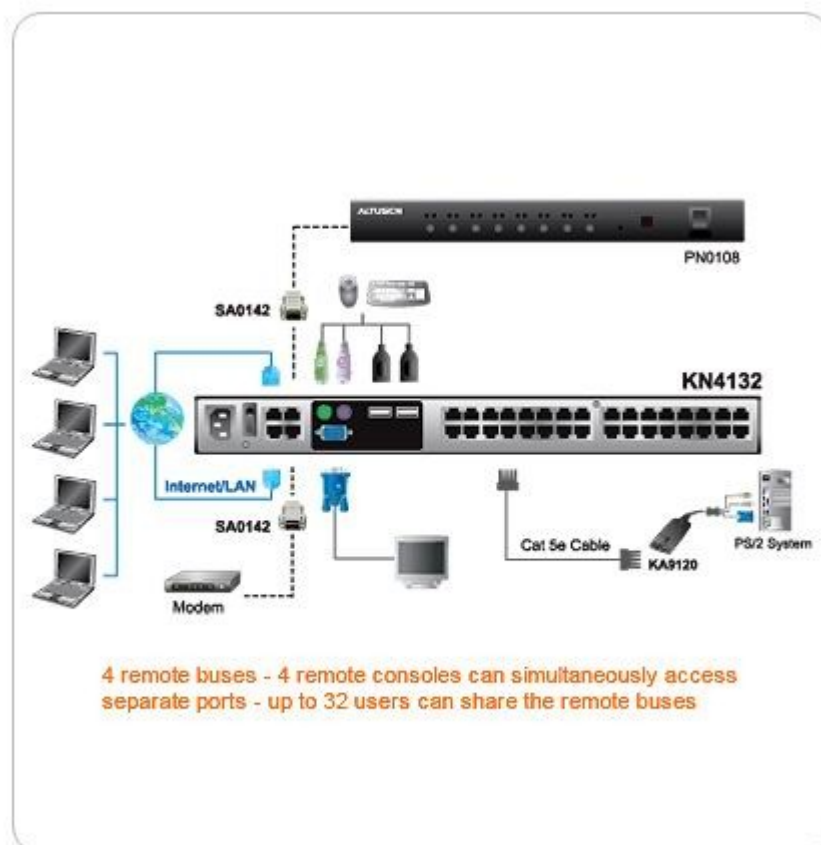 ALTUSEN
PN0108
SA0142
KN4132
Internet/LAN
SA0142
Cat 5e Cable
KA9120
PS/2 System
Modem
4 remote buses - 4 remote consoles can simultaneously access
separate ports - up to 32 users can share the remote buses